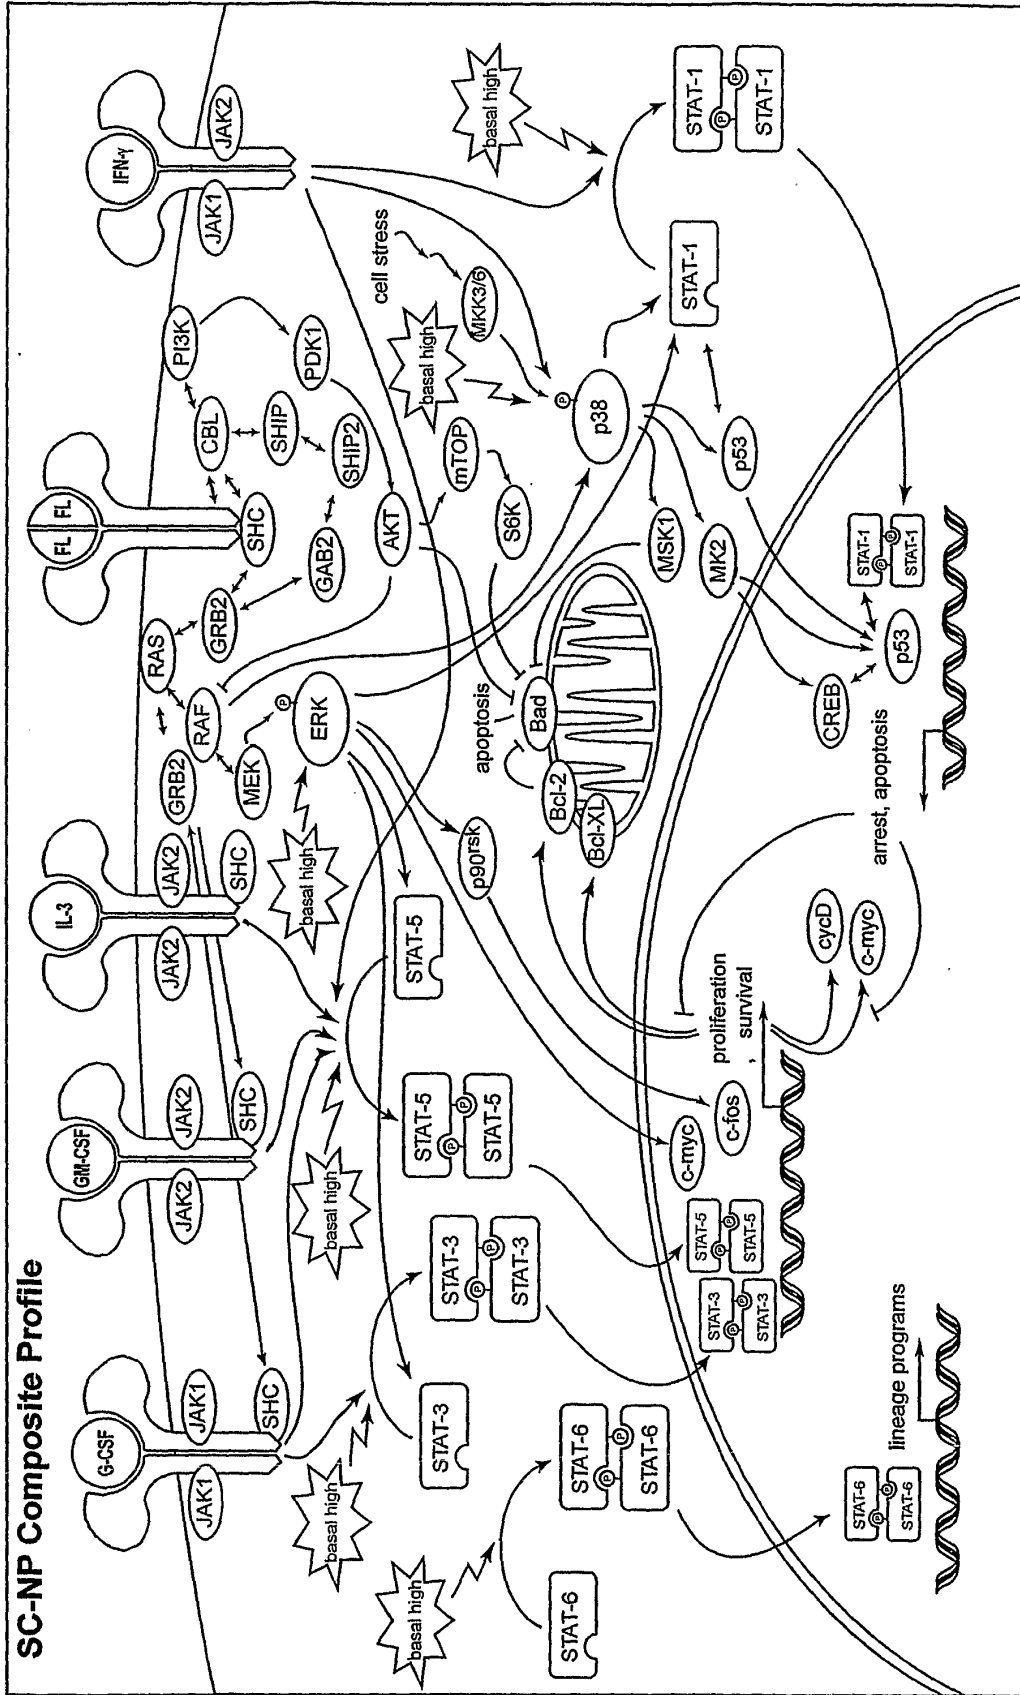 SC-NP Composite Profile
G-CSF
JAK1
JAK1
SHC
GM-CSF
JAK2
JAK2
SHC
IL-3
JAK2
JAK2
SHC
FL
FL
SHC
IFN-γ
JAK1
JAK2
GRB2
RAS
RAF
MEK
GRB2
GAB2
CBL
SHIP
SHIP2
PI3K
PDK1
AKT
mTOP
S6K
P
ERK
basal high
basal high
basal high
basal high
basal high
basal high
cell stress
MKK3/6
P
p38
STAT-1
STAT-1
P
P
STAT-1
MSK1
MK2
p53
p90rsk
STAT-5
STAT-5
P
P
STAT-5
STAT-3
STAT-3
P
P
STAT-3
STAT-6
STAT-6
P
P
STAT-6
apoptosis
Bad
Bcl-2
Bcl-XL
c-myc
c-fos
STAT-5
P
P
STAT-5
STAT-3
P
P
STAT-3
proliferation
, survival
cycD
c-myc
arrest, apoptosis
CREB
p53
STAT-1
P
P
STAT-1
STAT-6
P
P
STAT-6
lineage programs